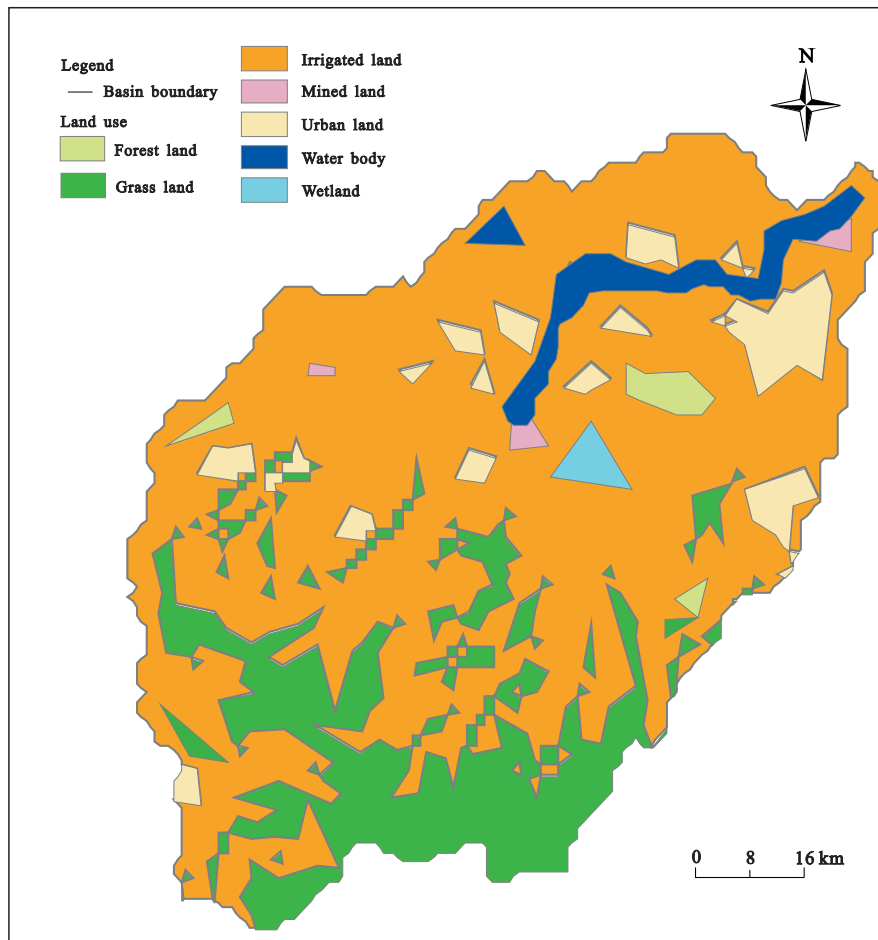 Legend
Basin boundary
Land use
Forest land
Grass land
Irrigated land
Mined land
Urban land
Water body
Wetland
N
0 8 16 km